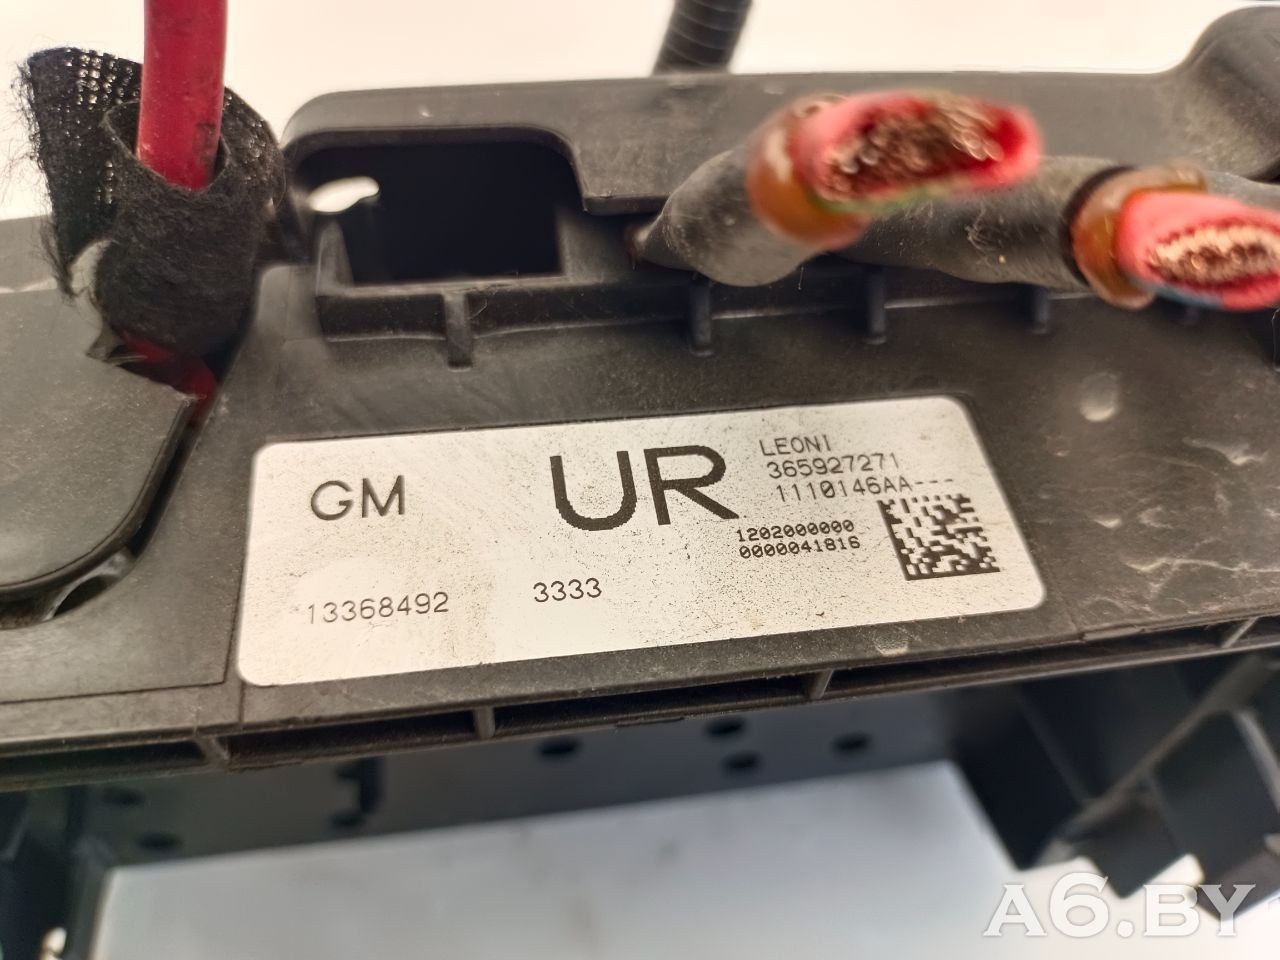 GM
UR
LEONI
365927271
1110146AA---
1202000000
0000041816
13368492
3333
A6.BY